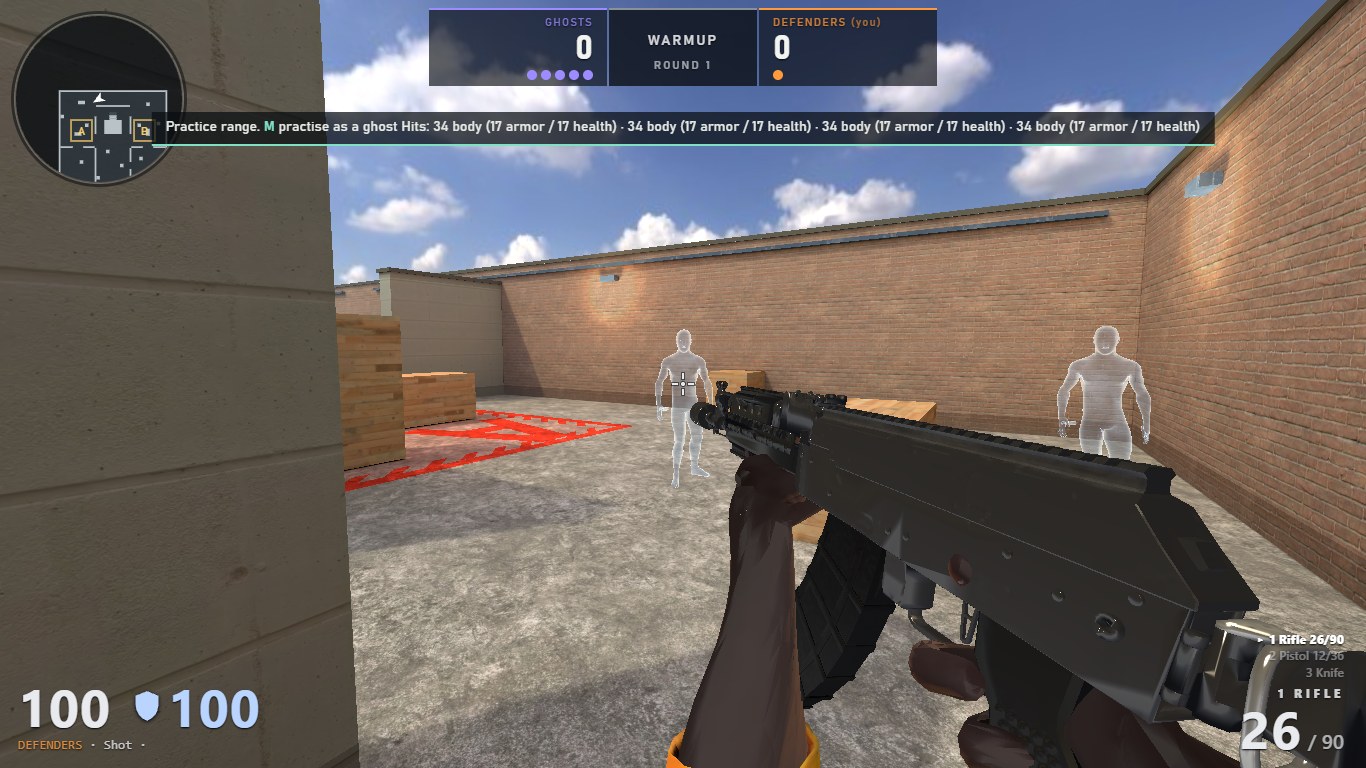 GHOSTS
0
WARMUP
ROUND 1
DEFENDERS (you)
0
A
B
Practice range. M practise as a ghost Hits: 34 body (17 armor / 17 health) · 34 body (17 armor / 17 health) · 34 body (17 armor / 17 health) · 34 body (17 armor / 17 health)
1 Rifle 26/90
2 Pistol 12/36
3 Knife
1 RIFLE
26 / 90
100 100
DEFENDERS · Shot ·